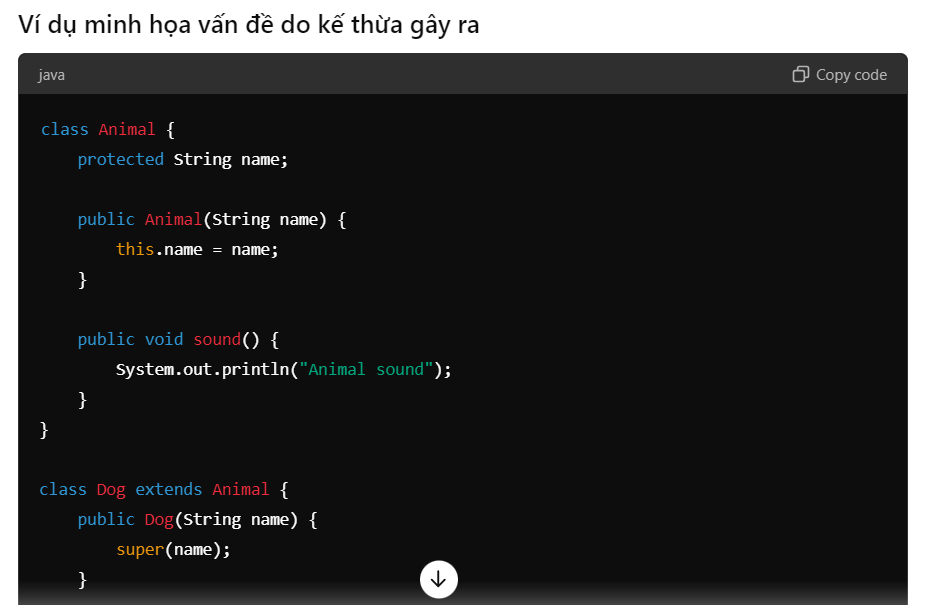 Ví dụ minh họa vấn đề do kế thừa gây ra
java
Copy code
class Animal {
    protected String name;

    public Animal(String name) {
        this.name = name;
    }

    public void sound() {
        System.out.println("Animal sound");
    }
}

class Dog extends Animal {
    public Dog(String name) {
        super(name);
    }